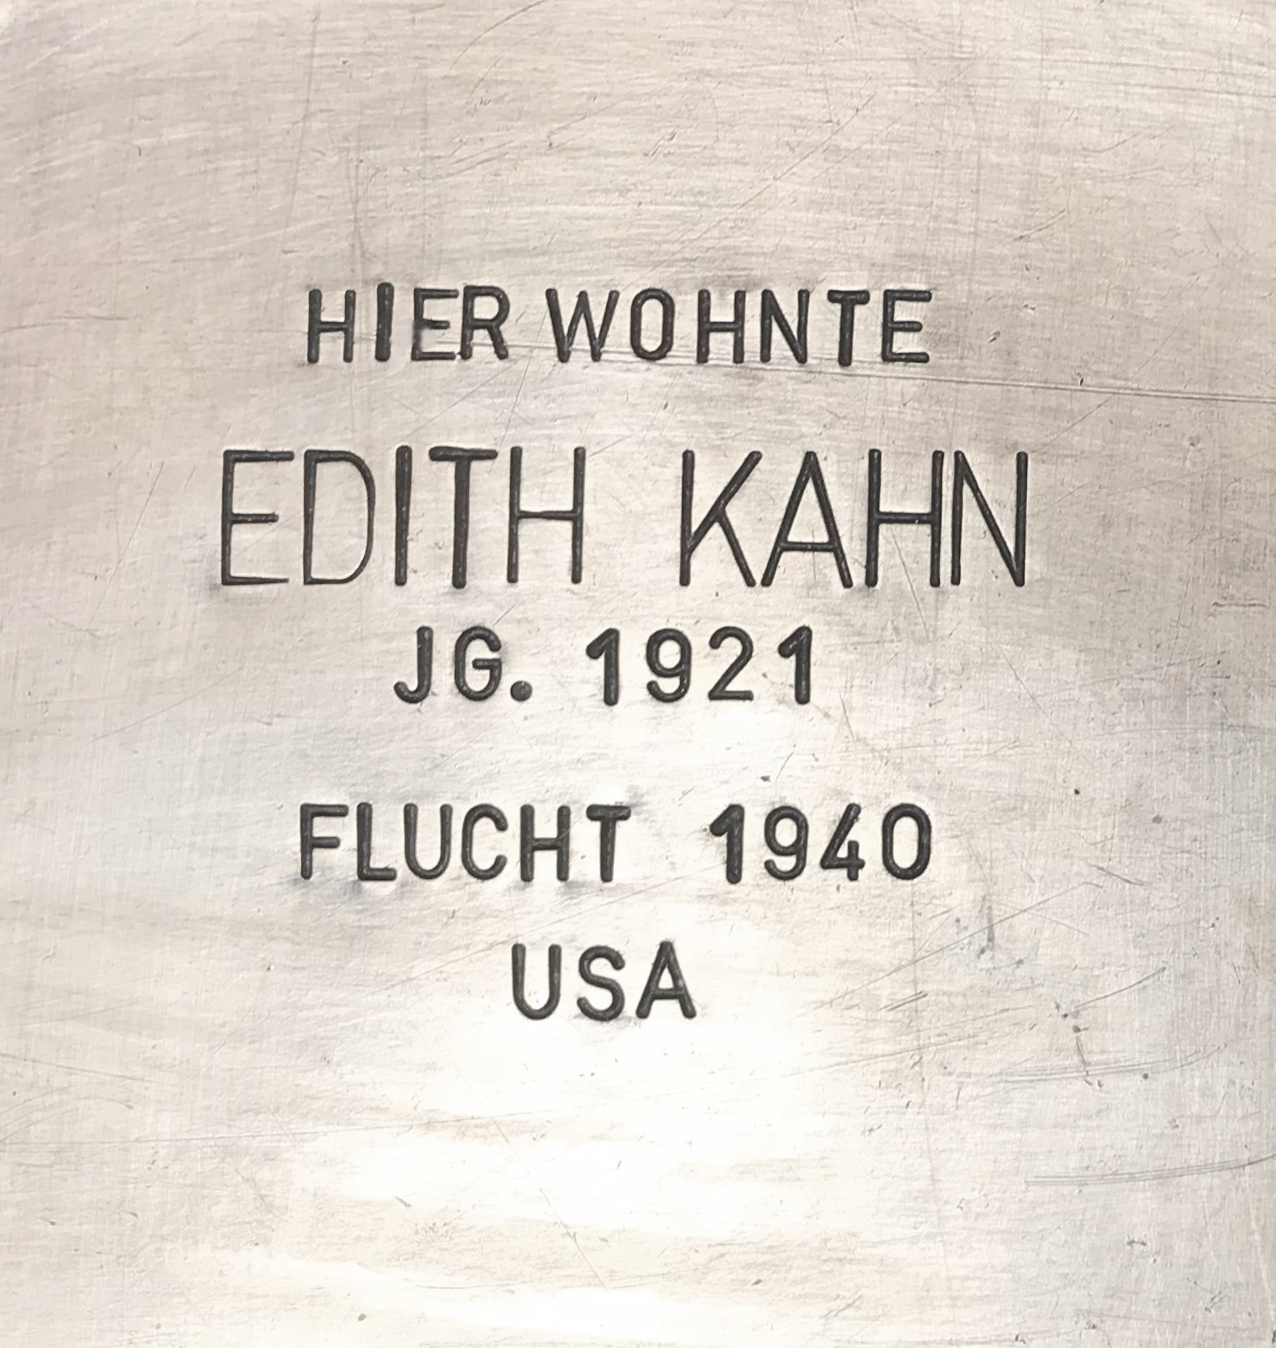 HIER WOHNTE
EDITH KAHN
JG. 1921
FLUCHT 1940
USA